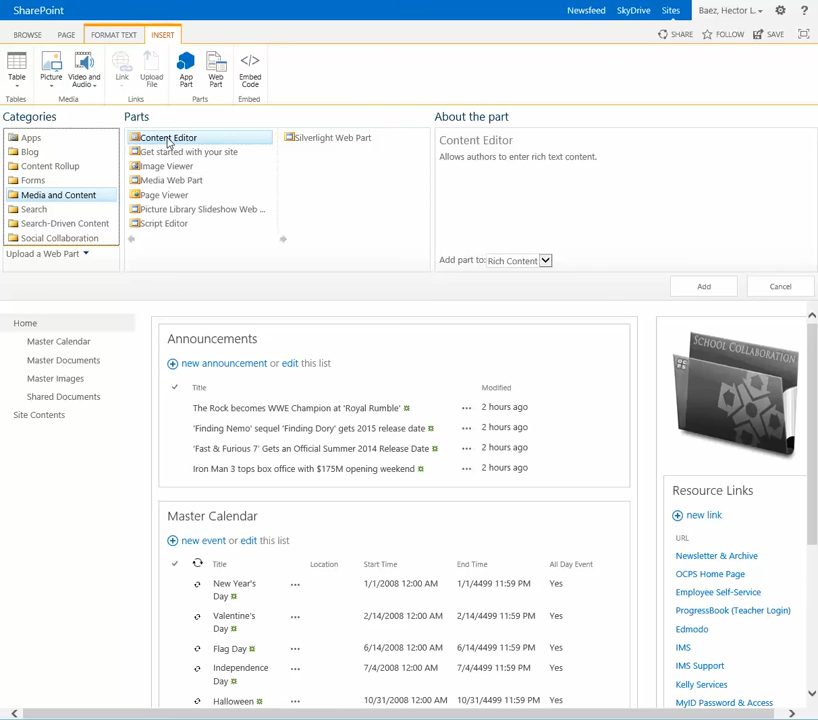 SharePoint Newsfeed SkyDrive Sites Baez, Hector L. ?
BROWSE PAGE FORMAT TEXT INSERT SHARE FOLLOW SAVE
Table Picture Video and Audio Link Upload File App Part Web Part Embed Code
Tables Media Links Parts Embed
Categories Parts About the part
Apps
Blog
Content Rollup
Forms
Media and Content
Search
Search-Driven Content
Social Collaboration
Upload a Web Part
Content Editor
Get started with your site
Image Viewer
Media Web Part
Page Viewer
Picture Library Slideshow Web ...
Script Editor
Silverlight Web Part
Content Editor
Allows authors to enter rich text content.
Add part to: Rich Content
Add Cancel
Home
Master Calendar
Master Documents
Master Images
Shared Documents
Site Contents
Announcements
new announcement or edit this list
Title Modified
The Rock becomes WWE Champion at 'Royal Rumble' ... 2 hours ago
'Finding Nemo' sequel 'Finding Dory' gets 2015 release date ... 2 hours ago
'Fast & Furious 7' Gets an Official Summer 2014 Release Date ... 2 hours ago
Iron Man 3 tops box office with $175M opening weekend ... 2 hours ago
Master Calendar
new event or edit this list
Title Location Start Time End Time All Day Event
New Year's Day ... 1/1/2008 12:00 AM 1/1/4499 11:59 PM Yes
Valentine's Day ... 2/14/2008 12:00 AM 2/14/4499 11:59 PM Yes
Flag Day ... 6/14/2008 12:00 AM 6/14/4499 11:59 PM Yes
Independence Day ... 7/4/2008 12:00 AM 7/4/4499 11:59 PM Yes
Halloween ... 10/31/2008 12:00 AM 10/31/4499 11:59 PM Yes
SCHOOL COLLABORATION
Resource Links
new link
URL
Newsletter & Archive
OCPS Home Page
Employee Self-Service
ProgressBook (Teacher Login)
Edmodo
IMS
IMS Support
Kelly Services
MyID Password & Access